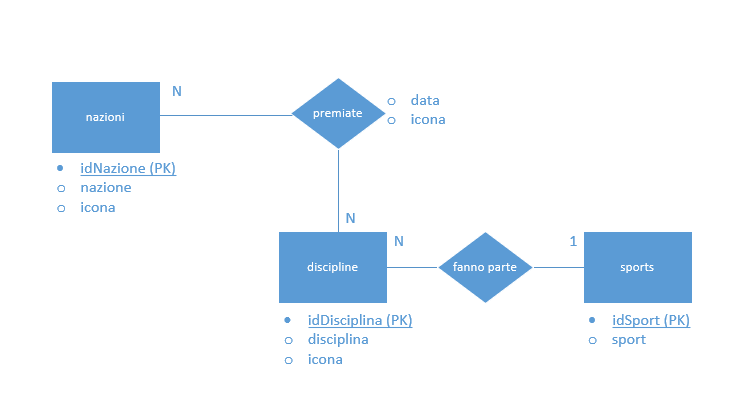 N
nazioni
premiate
data
icona
idNazione (PK)
nazione
icona
N
discipline
N
fanno parte
1
sports
idDisciplina (PK)
disciplina
icona
idSport (PK)
sport